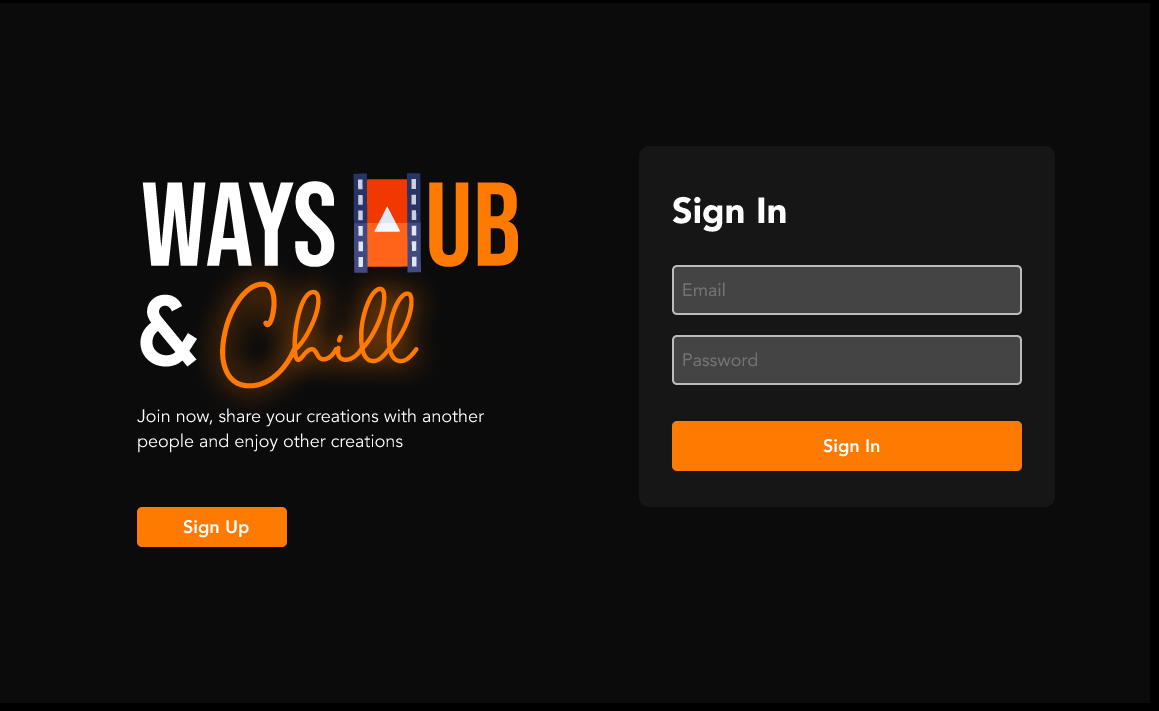 WAYS HUB
& Chill
Join now, share your creations with another
people and enjoy other creations
Sign Up
Sign In
Email
Password
Sign In